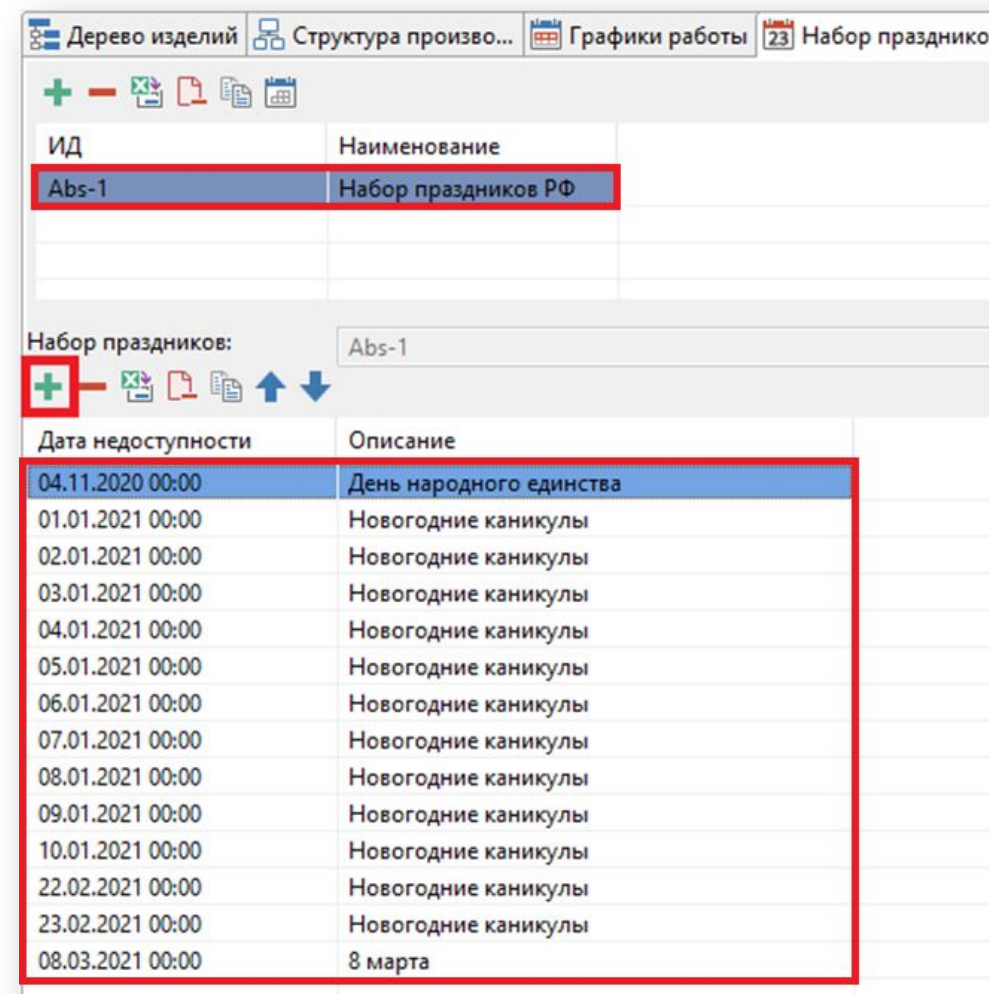 Дерево изделий Структура произво... Графики работы 23 Набор празднико
ИД Наименование
Abs-1 Набор праздников РФ
Набор праздников: Abs-1
Дата недоступности Описание
04.11.2020 00:00 День народного единства
01.01.2021 00:00 Новогодние каникулы
02.01.2021 00:00 Новогодние каникулы
03.01.2021 00:00 Новогодние каникулы
04.01.2021 00:00 Новогодние каникулы
05.01.2021 00:00 Новогодние каникулы
06.01.2021 00:00 Новогодние каникулы
07.01.2021 00:00 Новогодние каникулы
08.01.2021 00:00 Новогодние каникулы
09.01.2021 00:00 Новогодние каникулы
10.01.2021 00:00 Новогодние каникулы
22.02.2021 00:00 Новогодние каникулы
23.02.2021 00:00 Новогодние каникулы
08.03.2021 00:00 8 марта